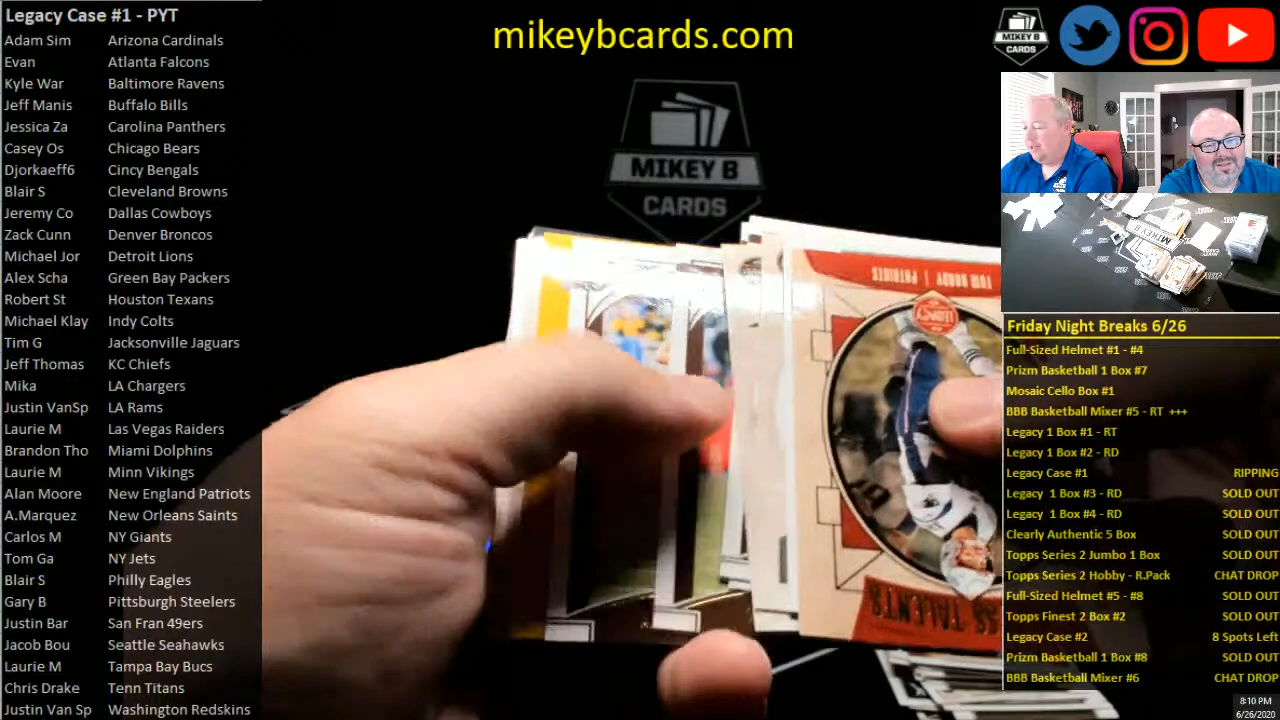 Legacy Case #1 - PYT
Adam Sim Arizona Cardinals
Evan Atlanta Falcons
Kyle War Baltimore Ravens
Jeff Manis Buffalo Bills
Jessica Za Carolina Panthers
Casey Os Chicago Bears
Djorkaeff6 Cincy Bengals
Blair S Cleveland Browns
Jeremy Co Dallas Cowboys
Zack Cunn Denver Broncos
Michael Jor Detroit Lions
Alex Scha Green Bay Packers
Robert St Houston Texans
Michael Klay Indy Colts
Tim G Jacksonville Jaguars
Jeff Thomas KC Chiefs
Mika LA Chargers
Justin VanSp LA Rams
Laurie M Las Vegas Raiders
Brandon Tho Miami Dolphins
Laurie M Minn Vikings
Alan Moore New England Patriots
A.Marquez New Orleans Saints
Carlos M NY Giants
Tom Ga NY Jets
Blair S Philly Eagles
Gary B Pittsburgh Steelers
Justin Bar San Fran 49ers
Jacob Bou Seattle Seahawks
Laurie M Tampa Bay Bucs
Chris Drake Tenn Titans
Justin Van Sp Washington Redskins
mikeybcards.com
MIKEY B
CARDS
TOM BRADY | PATRIOTS
LEGACY
SS TALENTS
MIKEY B
CARDS
MIKEY B
Friday Night Breaks 6/26
Full-Sized Helmet #1 - #4
Prizm Basketball 1 Box #7
Mosaic Cello Box #1
BBB Basketball Mixer #5 - RT +++
Legacy 1 Box #1 - RT
Legacy 1 Box #2 - RD
Legacy Case #1 RIPPING
Legacy 1 Box #3 - RD SOLD OUT
Legacy 1 Box #4 - RD SOLD OUT
Clearly Authentic 5 Box SOLD OUT
Topps Series 2 Jumbo 1 Box SOLD OUT
Topps Series 2 Hobby - R.Pack CHAT DROP
Full-Sized Helmet #5 - #8 SOLD OUT
Topps Finest 2 Box #2 SOLD OUT
Legacy Case #2 8 Spots Left
Prizm Basketball 1 Box #8 SOLD OUT
BBB Basketball Mixer #6 CHAT DROP
8:10 PM
6/26/2020